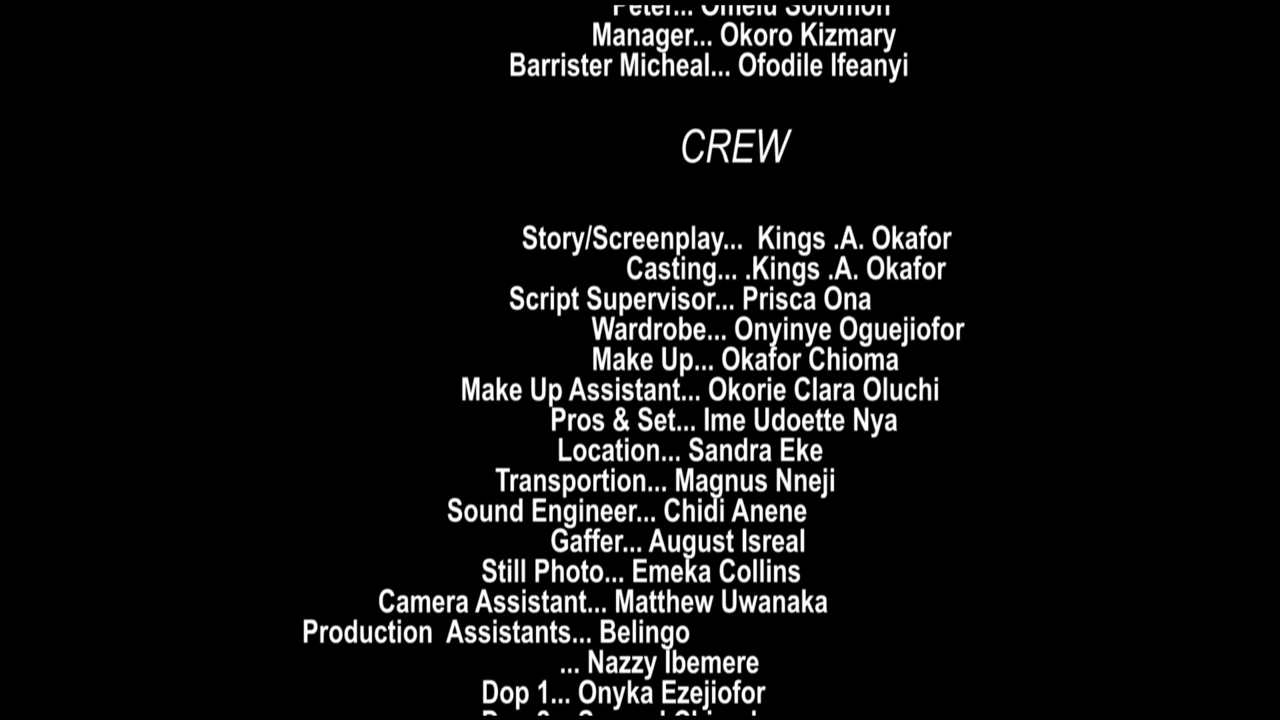 Peter... Omelu Solomon
Manager... Okoro Kizmary
Barrister Micheal... Ofodile Ifeanyi
CREW
Story/Screenplay... Kings .A. Okafor
Casting... .Kings .A. Okafor
Script Supervisor... Prisca Ona
Wardrobe... Onyinye Oguejiofor
Make Up... Okafor Chioma
Make Up Assistant... Okorie Clara Oluchi
Pros & Set... Ime Udoette Nya
Location... Sandra Eke
Transportion... Magnus Nneji
Sound Engineer... Chidi Anene
Gaffer... August Isreal
Still Photo... Emeka Collins
Camera Assistant... Matthew Uwanaka
Production Assistants... Belingo
... Nazzy Ibemere
Dop 1... Onyka Ezejiofor